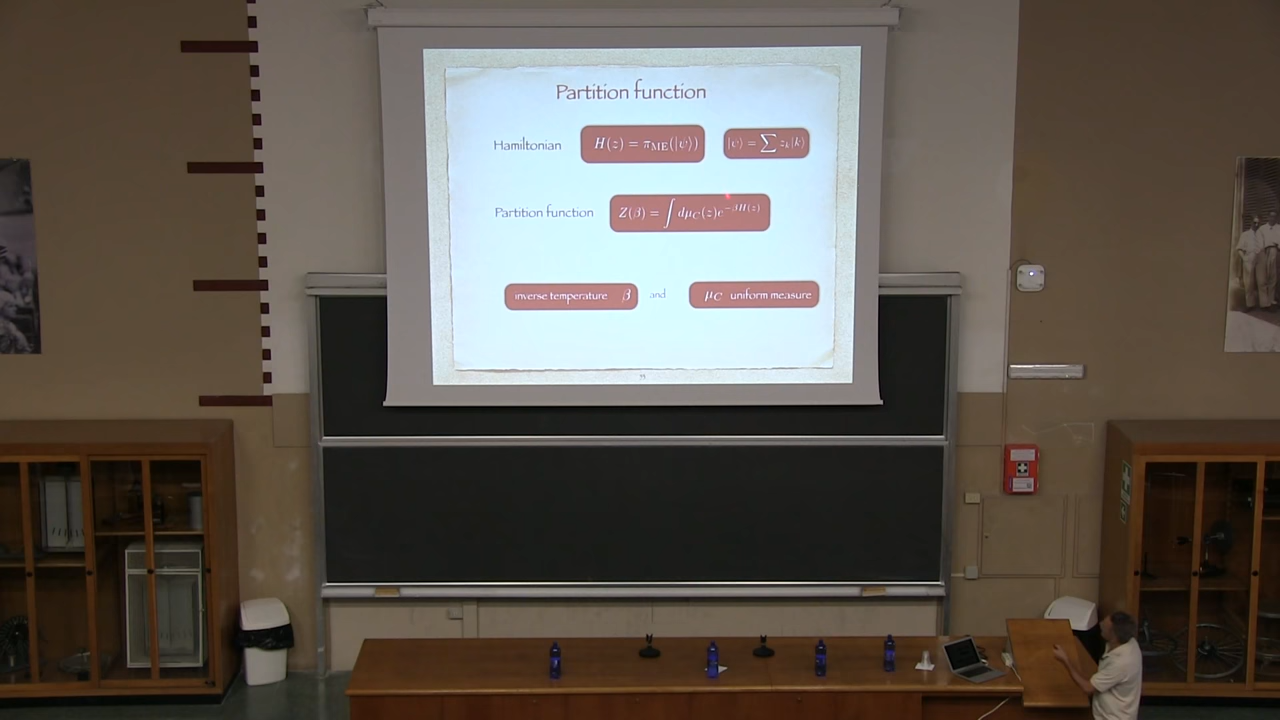 Partition function
Hamiltonian H(z) = π_ME(|ψ⟩) |ψ⟩ = ∑ z_k|k⟩
Partition function Z(β) = ∫ dμ_C(z)e^{−βH(z)}
inverse temperature β and μ_C uniform measure